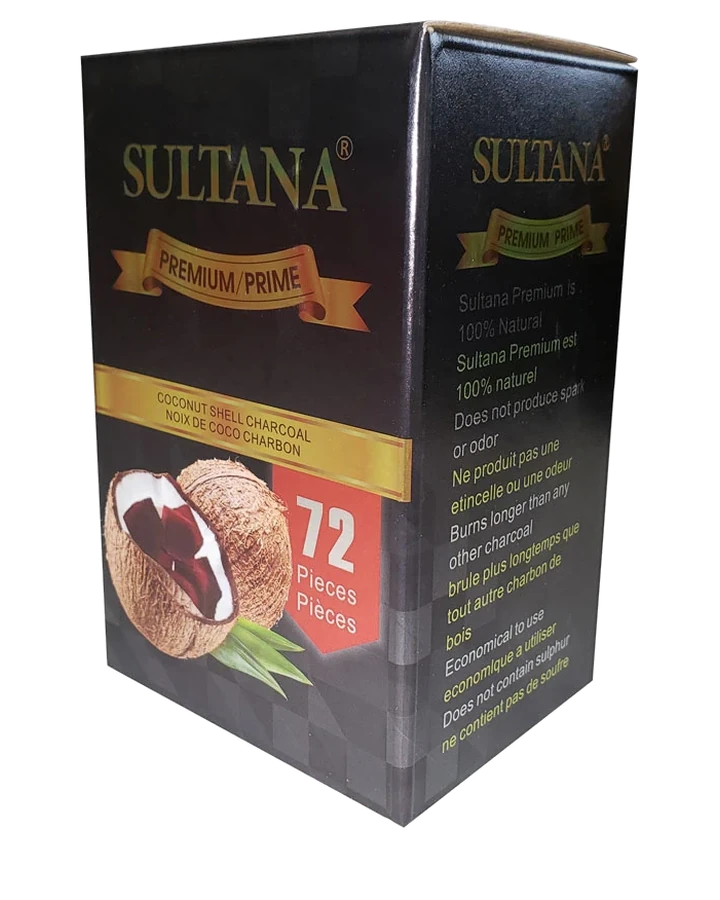 SULTANA®
PREMIUM/PRIME
COCONUT SHELL CHARCOAL
NOIX DE COCO CHARBON
72
Pieces
Pièces
SULTANA®
PREMIUM PRIME
Sultana Premium is
100% Natural
Sultana Premium est
100% naturel
Does not produce spark
or odor
Ne produit pas une
etincelle ou une odeur
Burns longer than any
other charcoal
brule plus longtemps que
tout autre charbon de
bois
Economical to use
economique a utiliser
Does not contain sulphur
ne contient pas de soufre